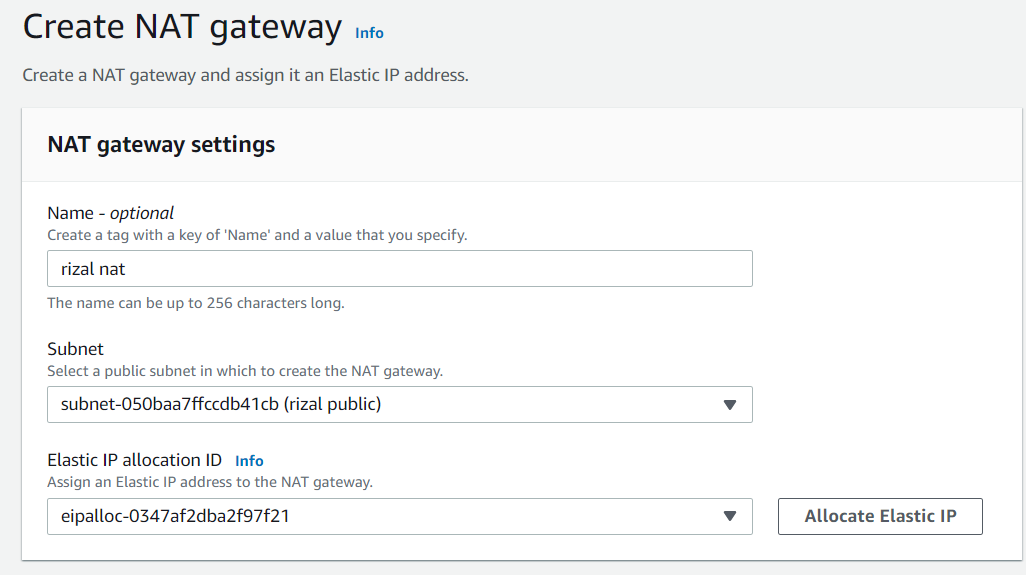 Create NAT gateway Info
Create a NAT gateway and assign it an Elastic IP address.
NAT gateway settings
Name - optional
Create a tag with a key of 'Name' and a value that you specify.
rizal nat
The name can be up to 256 characters long.
Subnet
Select a public subnet in which to create the NAT gateway.
subnet-050baa7ffccdb41cb (rizal public)
Elastic IP allocation ID Info
Assign an Elastic IP address to the NAT gateway.
eipalloc-0347af2dba2f97f21
Allocate Elastic IP